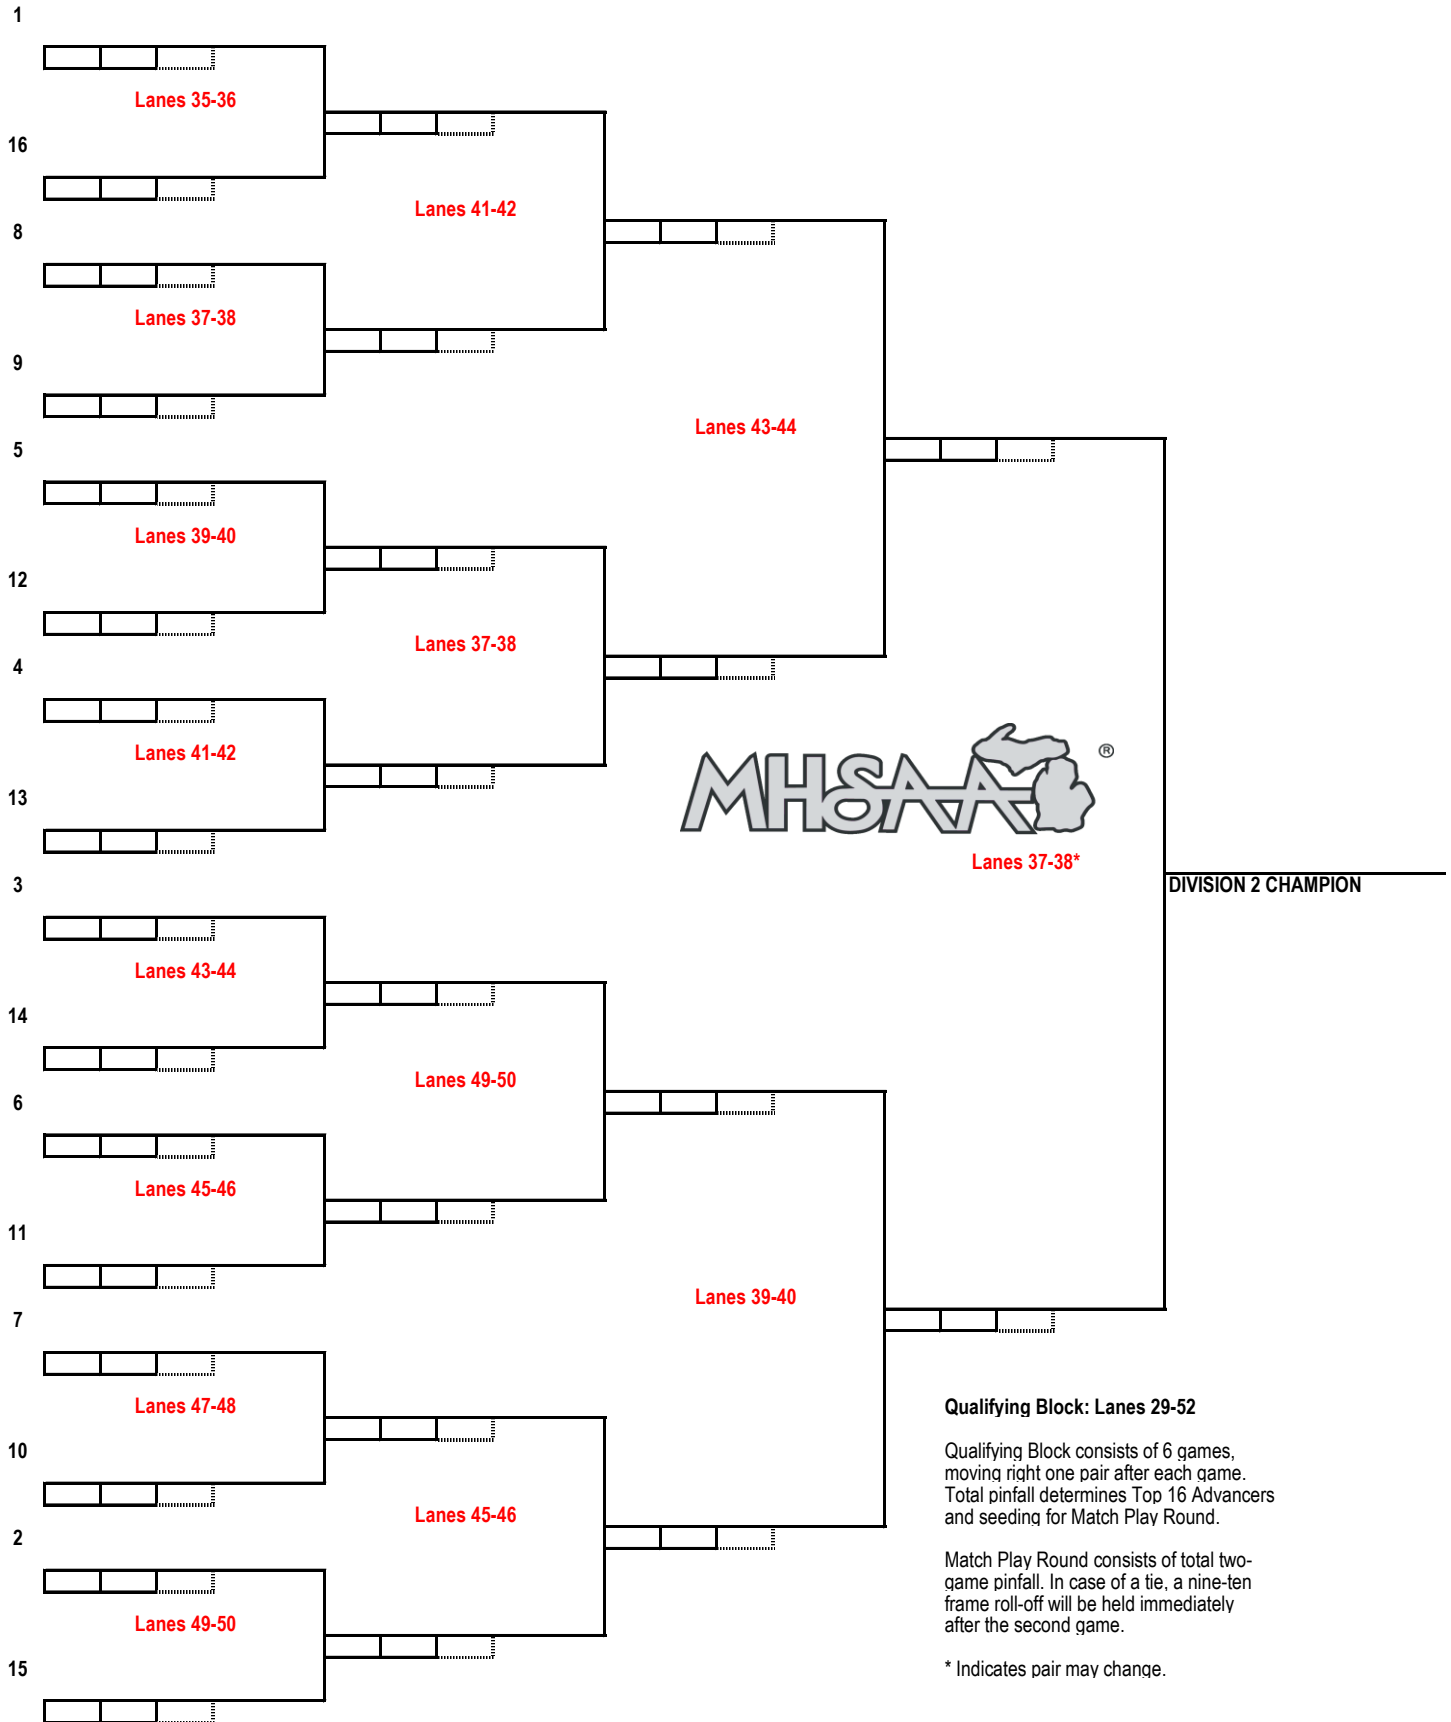 1
Lanes 35-36
16
Lanes 41-42
8
Lanes 37-38
9
Lanes 43-44
5
Lanes 39-40
12
Lanes 37-38
4
Lanes 41-42
13
MHSAA®
Lanes 37-38*
3
DIVISION 2 CHAMPION
Lanes 43-44
14
Lanes 49-50
6
Lanes 45-46
11
Lanes 39-40
7
Lanes 47-48
10
Lanes 45-46
2
Lanes 49-50
15
Qualifying Block: Lanes 29-52
Qualifying Block consists of 6 games,
moving right one pair after each game.
Total pinfall determines Top 16 Advancers
and seeding for Match Play Round.
Match Play Round consists of total two-
game pinfall. In case of a tie, a nine-ten
frame roll-off will be held immediately
after the second game.
* Indicates pair may change.